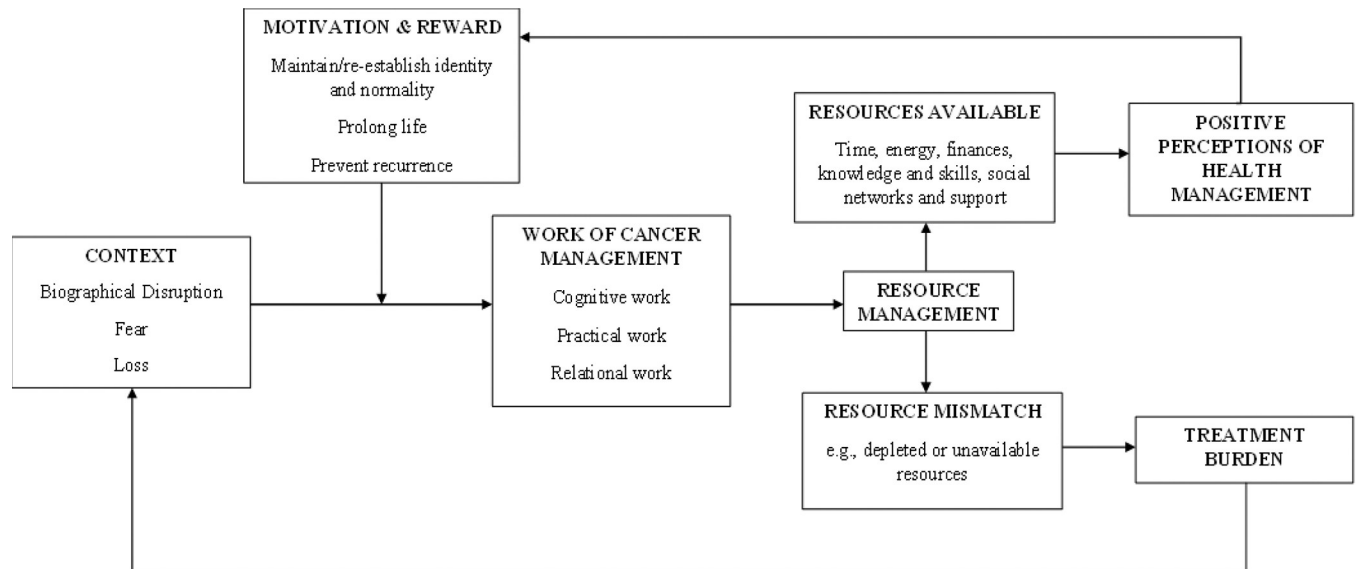 MOTIVATION & REWARD
Maintain/re-establish identity
and normality
Prolong life
Prevent recurrence
RESOURCES AVAILABLE
Time, energy, finances,
knowledge and skills, social
networks and support
POSITIVE
PERCEPTIONS OF
HEALTH
MANAGEMENT
CONTEXT
Biographical Disruption
Fear
Loss
WORK OF CANCER
MANAGEMENT
Cognitive work
Practical work
Relational work
RESOURCE
MANAGEMENT
RESOURCE MISMATCH
e.g., depleted or unavailable
resources
TREATMENT
BURDEN